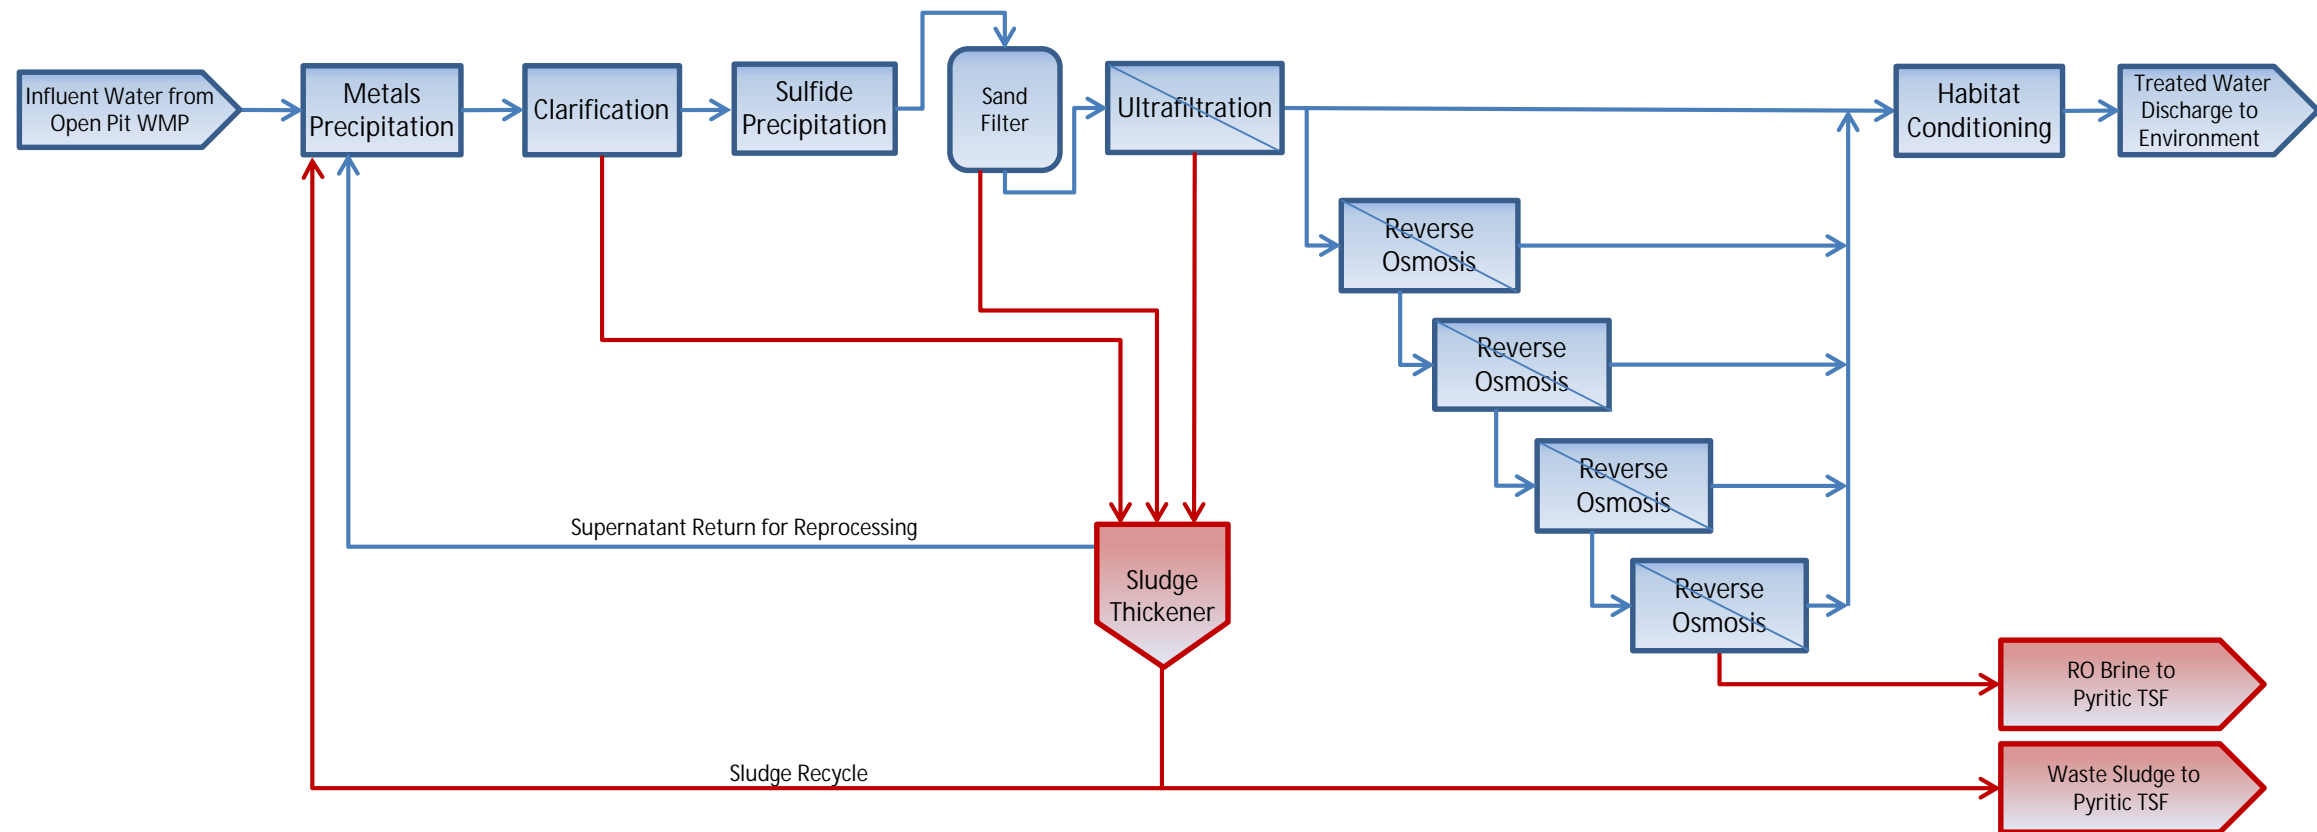 Influent Water from
Open Pit WMP
Metals
Precipitation
Clarification
Sulfide
Precipitation
Sand
Filter
Ultrafiltration
Habitat
Conditioning
Treated Water
Discharge to
Environment
Reverse
Osmosis
Reverse
Osmosis
Reverse
Osmosis
Reverse
Osmosis
Supernatant Return for Reprocessing
Sludge
Thickener
RO Brine to
Pyritic TSF
Sludge Recycle
Waste Sludge to
Pyritic TSF